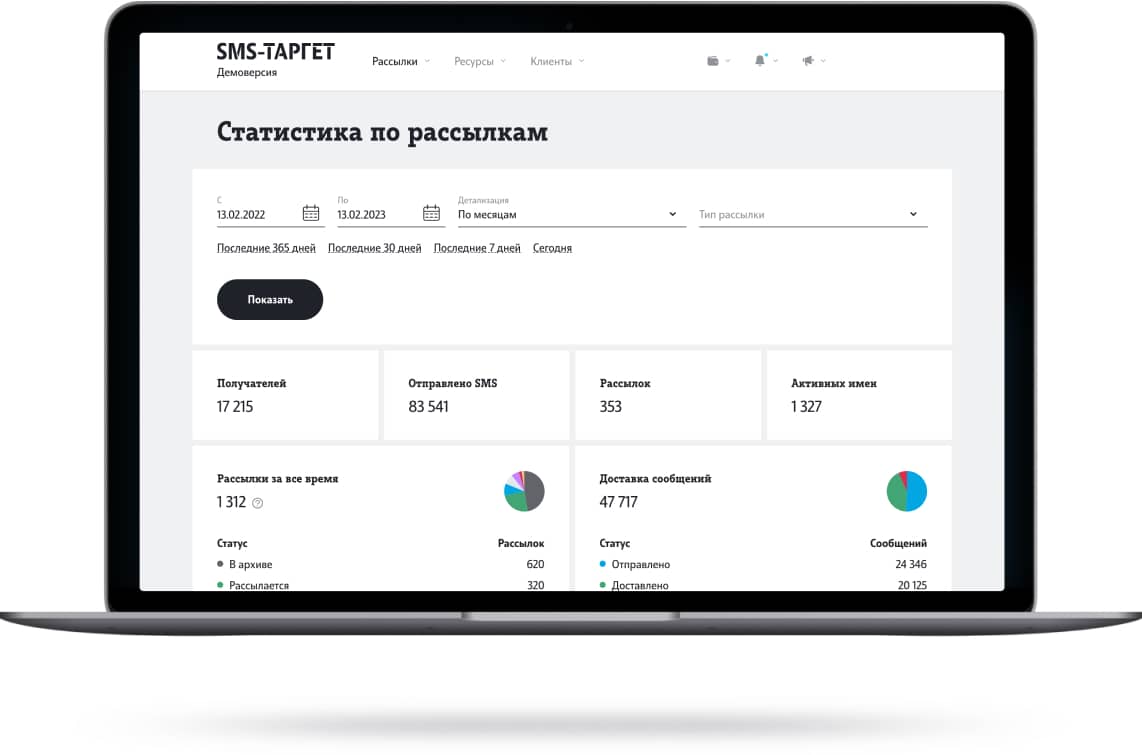 SMS-ТАРГЕТ
Демоверсия
Рассылки
Ресурсы
Клиенты
Статистика по рассылкам
С
13.02.2022
По
13.02.2023
Детализация
По месяцам
Тип рассылки
Последние 365 дней
Последние 30 дней
Последние 7 дней
Сегодня
Показать
Получателей
17 215
Отправлено SMS
83 541
Рассылок
353
Активных имен
1 327
Рассылки за все время
1 312 ?
Статус Рассылок
В архиве 620
Рассылается 320
Доставка сообщений
47 717
Статус Сообщений
Отправлено 24 346
Доставлено 20 125